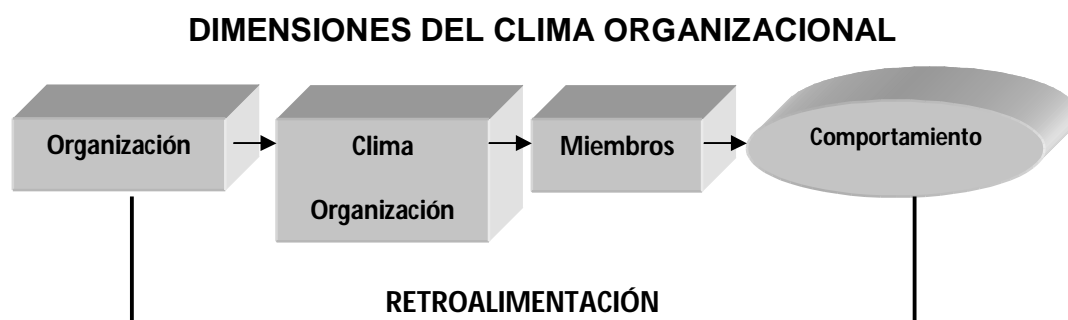 DIMENSIONES DEL CLIMA ORGANIZACIONAL
Organización
Clima
Organización
Miembros
Comportamiento
RETROALIMENTACIÓN